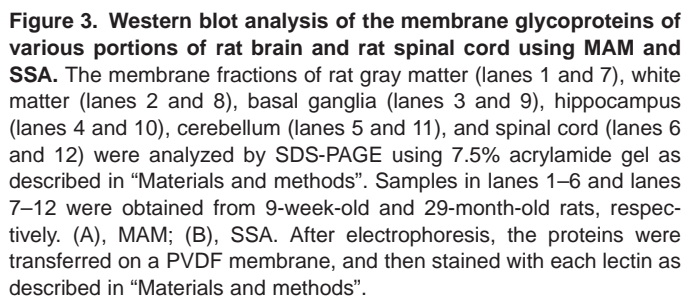 Figure 3. Western blot analysis of the membrane glycoproteins of
various portions of rat brain and rat spinal cord using MAM and
SSA. The membrane fractions of rat gray matter (lanes 1 and 7), white
matter (lanes 2 and 8), basal ganglia (lanes 3 and 9), hippocampus
(lanes 4 and 10), cerebellum (lanes 5 and 11), and spinal cord (lanes 6
and 12) were analyzed by SDS-PAGE using 7.5% acrylamide gel as
described in “Materials and methods”. Samples in lanes 1–6 and lanes
7–12 were obtained from 9-week-old and 29-month-old rats, respec-
tively. (A), MAM; (B), SSA. After electrophoresis, the proteins were
transferred on a PVDF membrane, and then stained with each lectin as
described in “Materials and methods”.